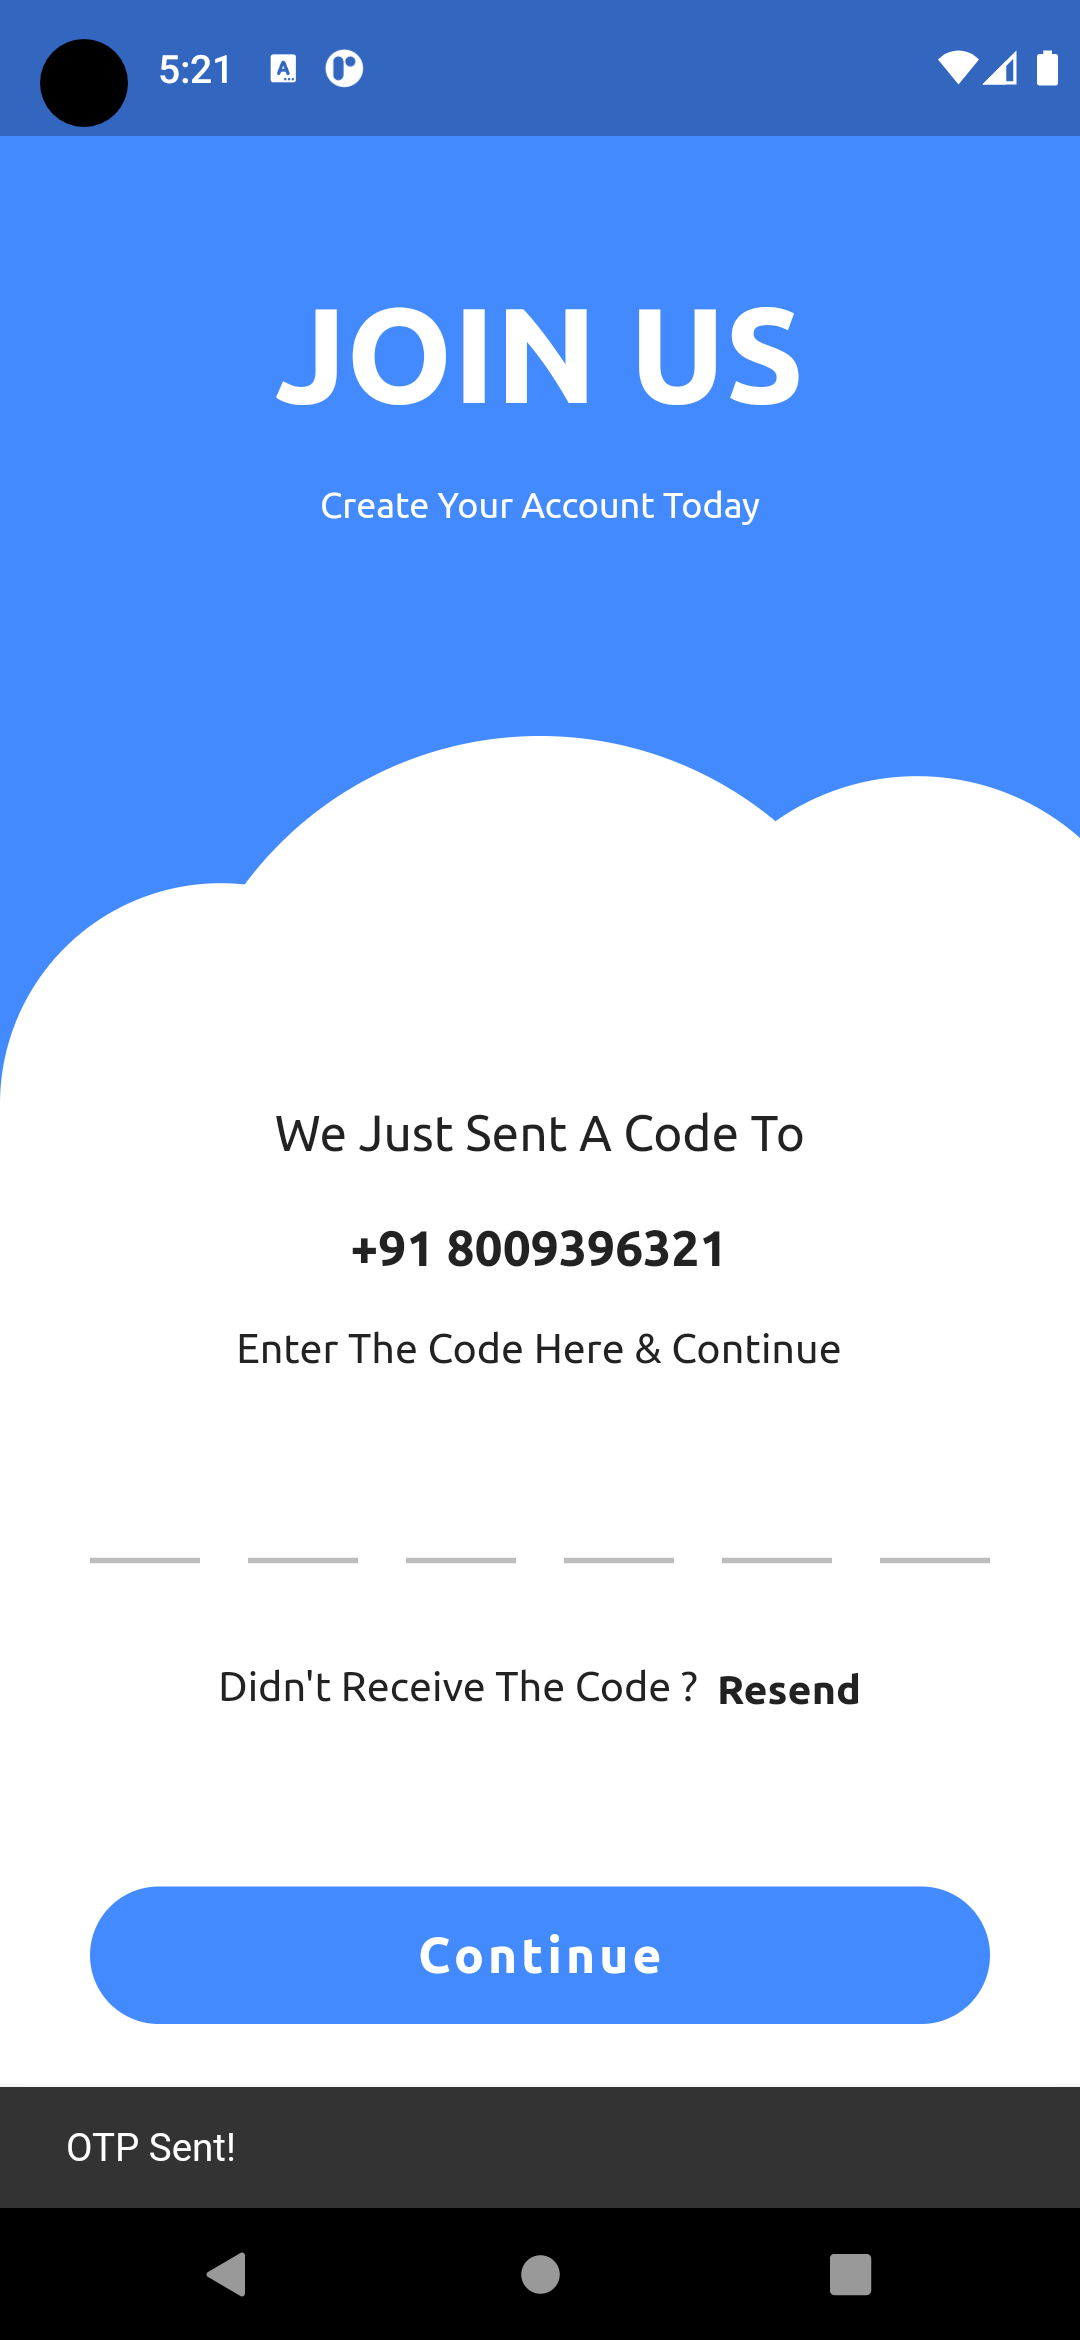 5:21
JOIN US
Create Your Account Today
We Just Sent A Code To
+91 8009396321
Enter The Code Here & Continue
Didn't Receive The Code ? Resend
Continue
OTP Sent!